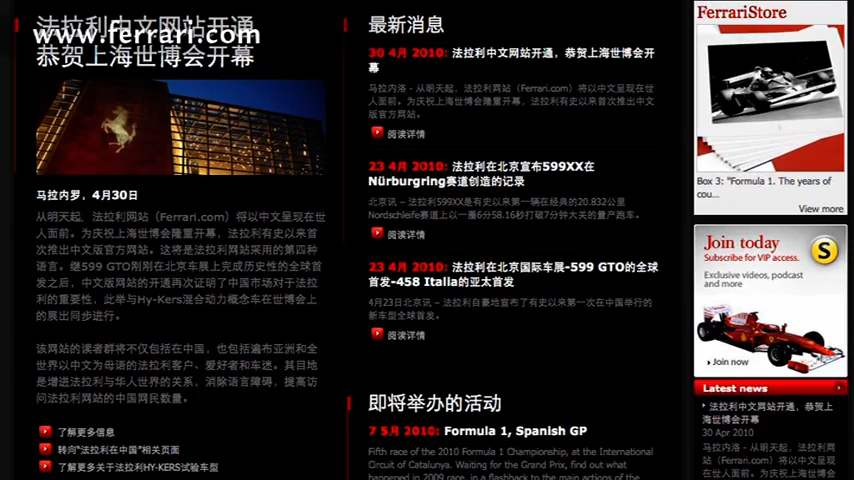 法拉利中文网站开通
www.ferrari.com
恭贺上海世博会开幕
马拉内罗，4月30日
从明天起，法拉利网站（Ferrari.com）将以中文呈现在世
人面前。为庆祝上海世博会隆重开幕，法拉利有史以来首
次推出中文版官方网站。这将是法拉利网站采用的第四种
语言。继599 GTO刚刚在北京车展上完成历史性的全球首
发之后，中文版网站的开通再次证明了中国市场对于法拉
利的重要性，此举与Hy-Kers混合动力概念车在世博会上
的展出同步进行。
该网站的读者群将不仅包括在中国，也包括遍布亚洲和全
世界以中文为母语的法拉利客户、爱好者和车迷。其目地
是增进法拉利与华人世界的关系，消除语言障碍，提高访
问法拉利网站的中国网民数量。
了解更多信息
转向“法拉利在中国”相关页面
了解更多关于法拉利HY-KERS试验车型
最新消息
30 4月 2010: 法拉利中文网站开通，恭贺上海世博会开
幕
马拉内洛 - 从明天起，法拉利网站（Ferrari.com）将以中文呈现在世
人面前。为庆祝上海世博会隆重开幕，法拉利有史以来首次推出中文
版官方网站。
阅读详情
23 4月 2010: 法拉利在北京宣布599XX在
Nürburgring赛道创造的记录
北京讯 – 法拉利599XX是有史以来第一辆在经典的20.832公里
Nordschleife赛道上以一圈6分58.16秒打破7分钟大关的量产跑车。
阅读详情
23 4月 2010: 法拉利在北京国际车展-599 GTO的全球
首发-458 Italia的亚太首发
4月23日北京讯 – 法拉利自豪地宣布了有史以来第一次在中国举行的
新车型全球首发。
阅读详情
即将举办的活动
7 5月 2010: Formula 1, Spanish GP
Fifth race of the 2010 Formula 1 Championship, at the International
Circuit of Catalunya. Waiting for the Grand Prix, find out what
happened in 2009 race, in a flashback to the main actions of the
FerrariStore
Box 3: "Formula 1. The years of
cou...
View more
Join today
Subscribe for VIP access.
S
Exclusive videos, podcast
and more
Join now
Latest news
法拉利中文网站开通，恭贺上
海世博会开幕
30 Apr 2010
马拉内洛 - 从明天起，法拉利网
站（Ferrari.com）将以中文呈现在
世人面前。为庆祝上海世博会隆